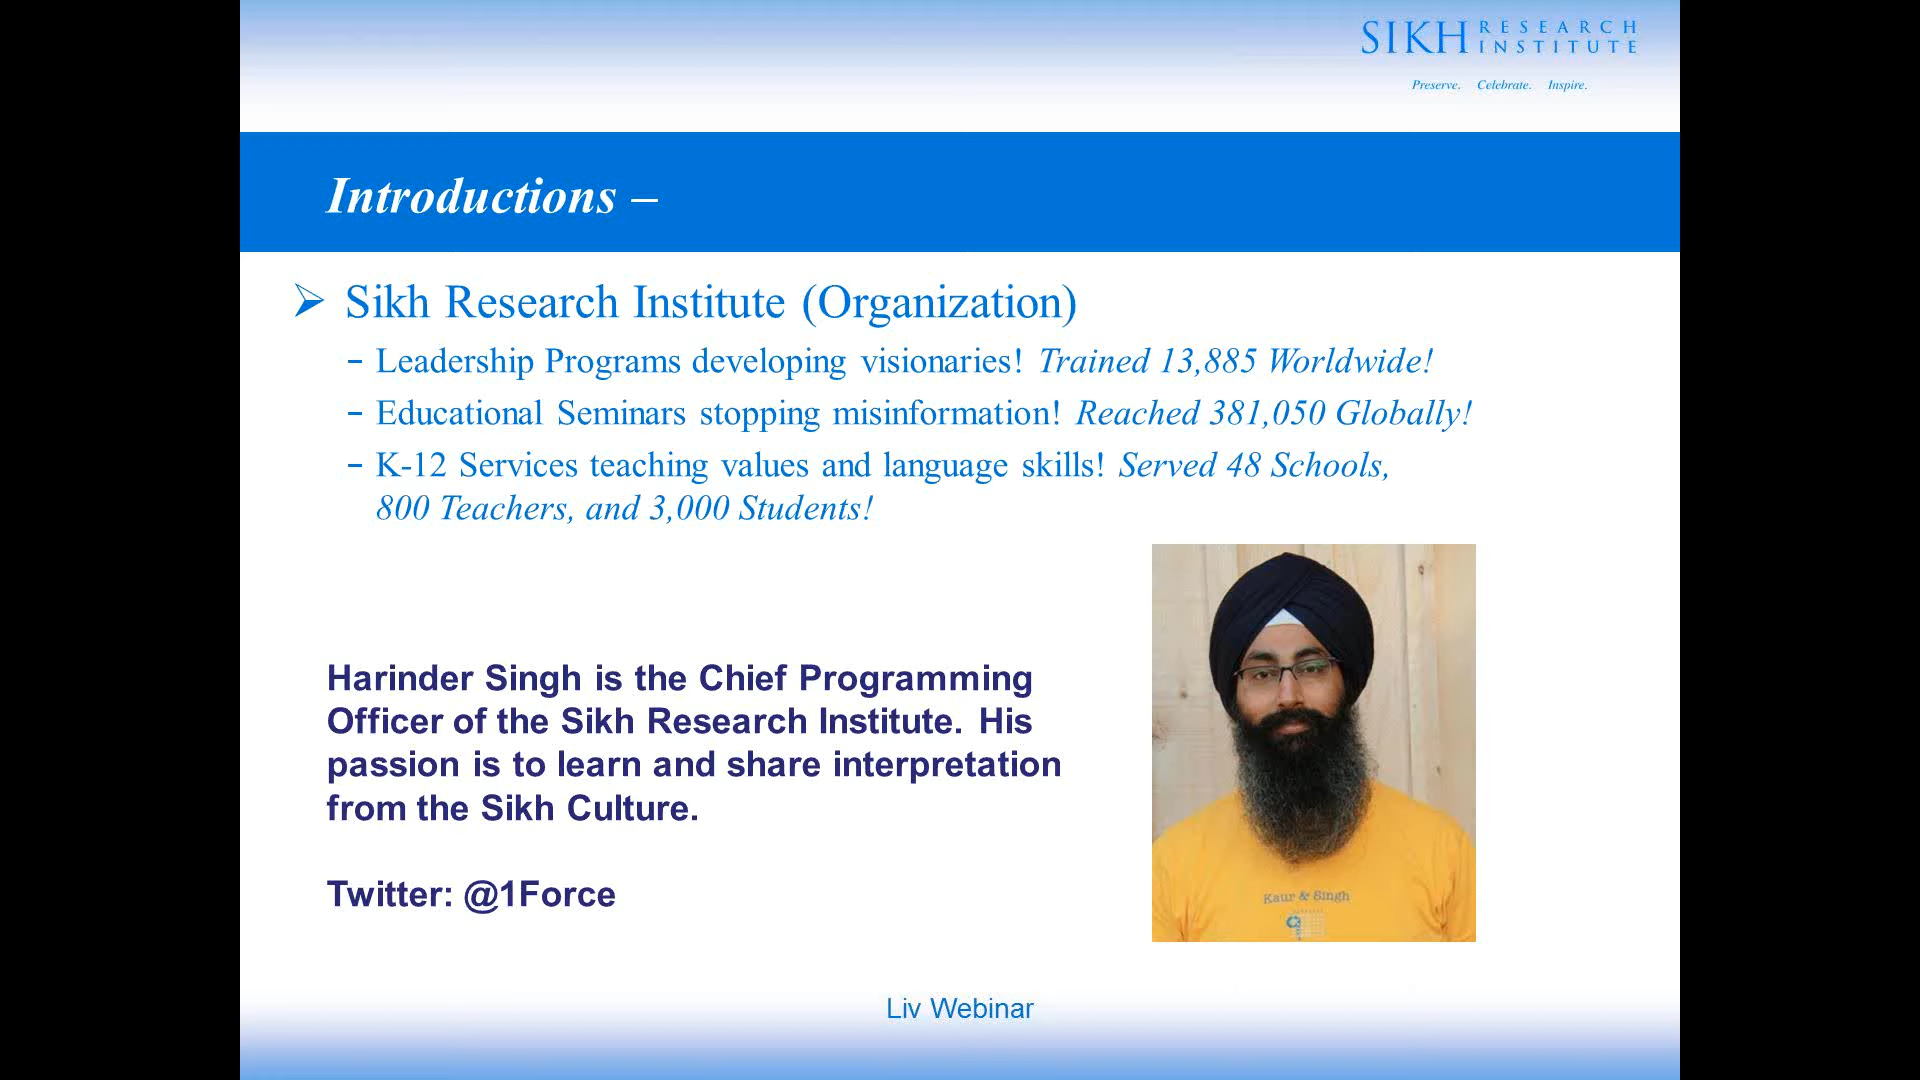 SIKH RESEARCH INSTITUTE
Preserve. Celebrate. Inspire.
Introductions –
Sikh Research Institute (Organization)
– Leadership Programs developing visionaries! Trained 13,885 Worldwide!
– Educational Seminars stopping misinformation! Reached 381,050 Globally!
– K-12 Services teaching values and language skills! Served 48 Schools,
800 Teachers, and 3,000 Students!
Harinder Singh is the Chief Programming
Officer of the Sikh Research Institute. His
passion is to learn and share interpretation
from the Sikh Culture.
Twitter: @1Force
Kaur & Singh
Liv Webinar